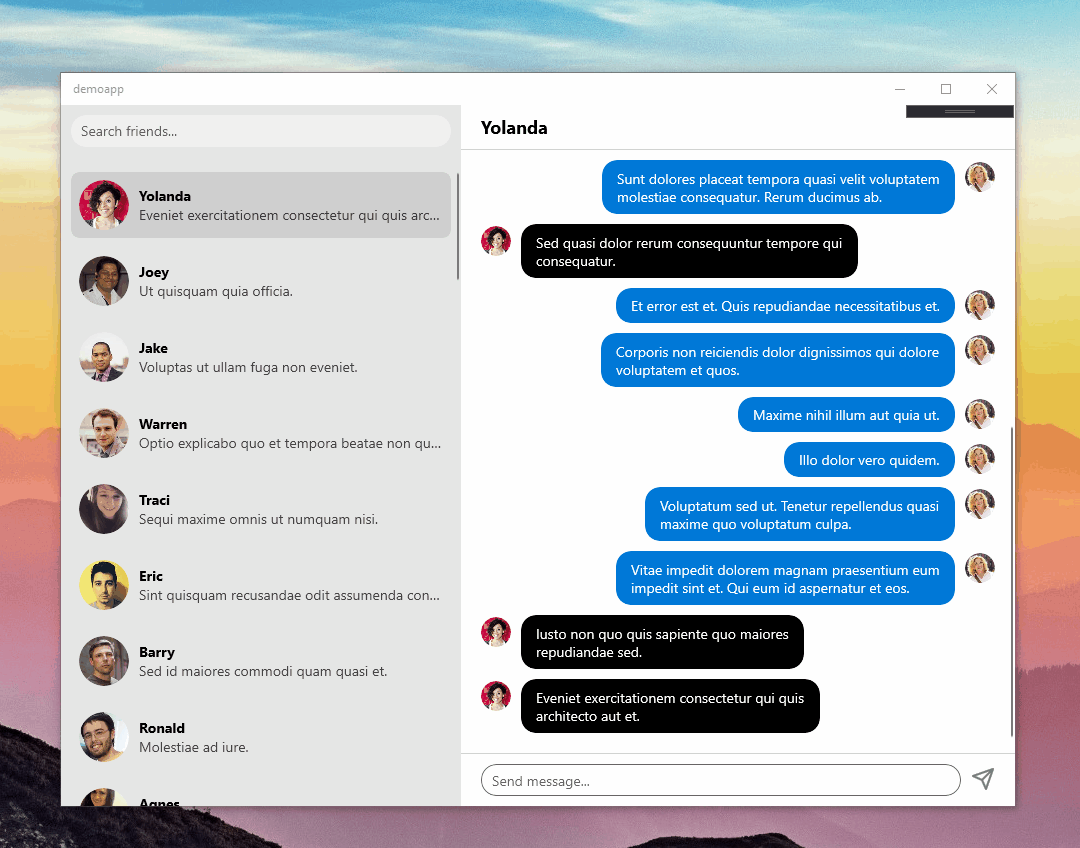 demoapp
Search friends...
Yolanda
Eveniet exercitationem consectetur qui quis arc...
Joey
Ut quisquam quia officia.
Jake
Voluptas ut ullam fuga non eveniet.
Warren
Optio explicabo quo et tempora beatae non qu...
Traci
Sequi maxime omnis ut numquam nisi.
Eric
Sint quisquam recusandae odit assumenda con...
Barry
Sed id maiores commodi quam quasi et.
Ronald
Molestiae ad iure.
Agnes
Yolanda
Sunt dolores placeat tempora quasi velit voluptatem
molestiae consequatur. Rerum ducimus ab.
Sed quasi dolor rerum consequuntur tempore qui
consequatur.
Et error est et. Quis repudiandae necessitatibus et.
Corporis non reiciendis dolor dignissimos qui dolore
voluptatem et quos.
Maxime nihil illum aut quia ut.
Illo dolor vero quidem.
Voluptatum sed ut. Tenetur repellendus quasi
maxime quo voluptatum culpa.
Vitae impedit dolorem magnam praesentium eum
impedit sint et. Qui eum id aspernatur et eos.
Iusto non quo quis sapiente quo maiores
repudiandae sed.
Eveniet exercitationem consectetur qui quis
architecto aut et.
Send message...